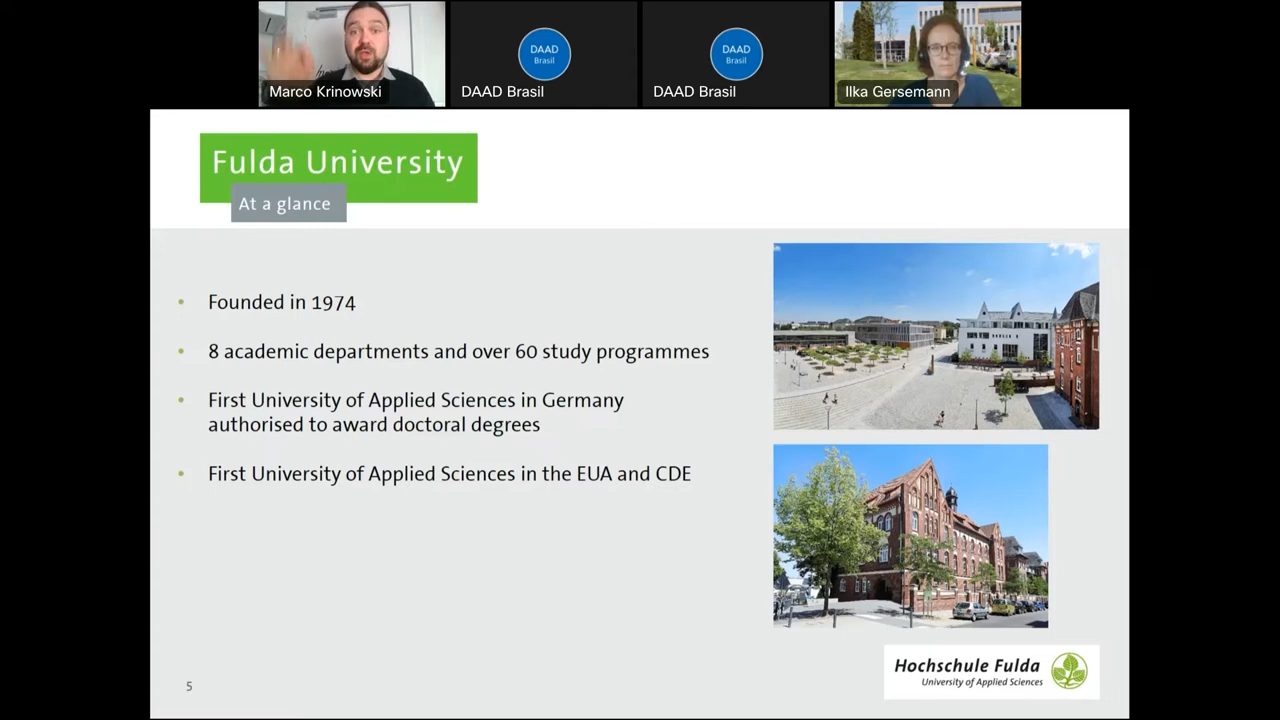 Marco Krinowski
DAAD
Brasil
DAAD Brasil
DAAD
Brasil
DAAD Brasil
Ilka Gersemann
Fulda University
At a glance
• Founded in 1974
• 8 academic departments and over 60 study programmes
• First University of Applied Sciences in Germany
authorised to award doctoral degrees
• First University of Applied Sciences in the EUA and CDE
5
Hochschule Fulda
University of Applied Sciences